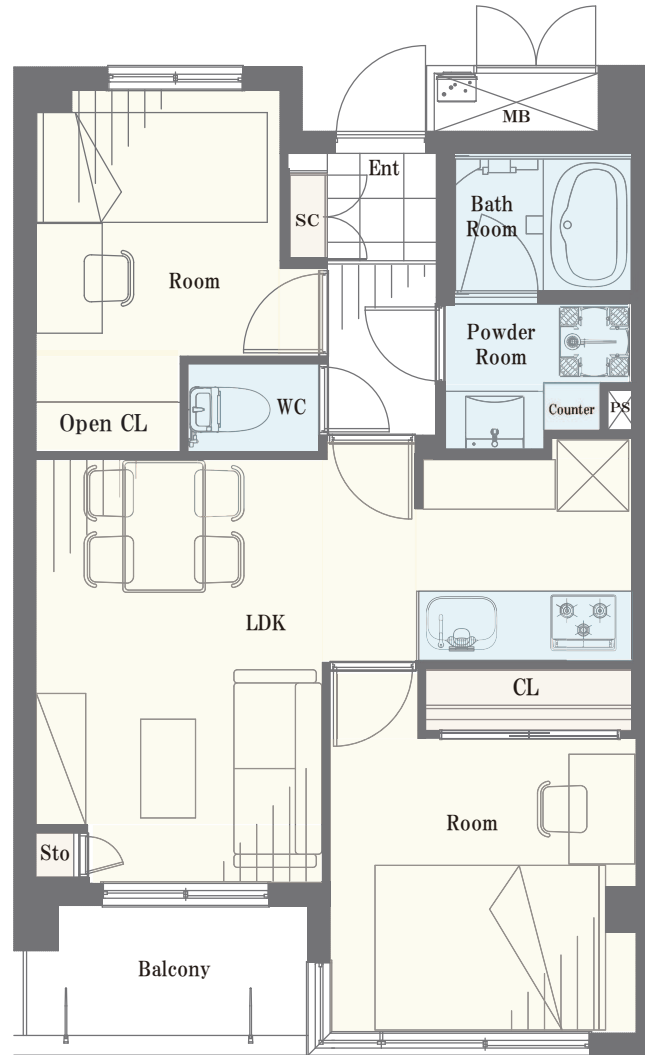 MB
Ent
Bath
Room
SC
Room
Powder
Room
WC
Counter
PS
Open CL
LDK
CL
Room
Sto
Balcony